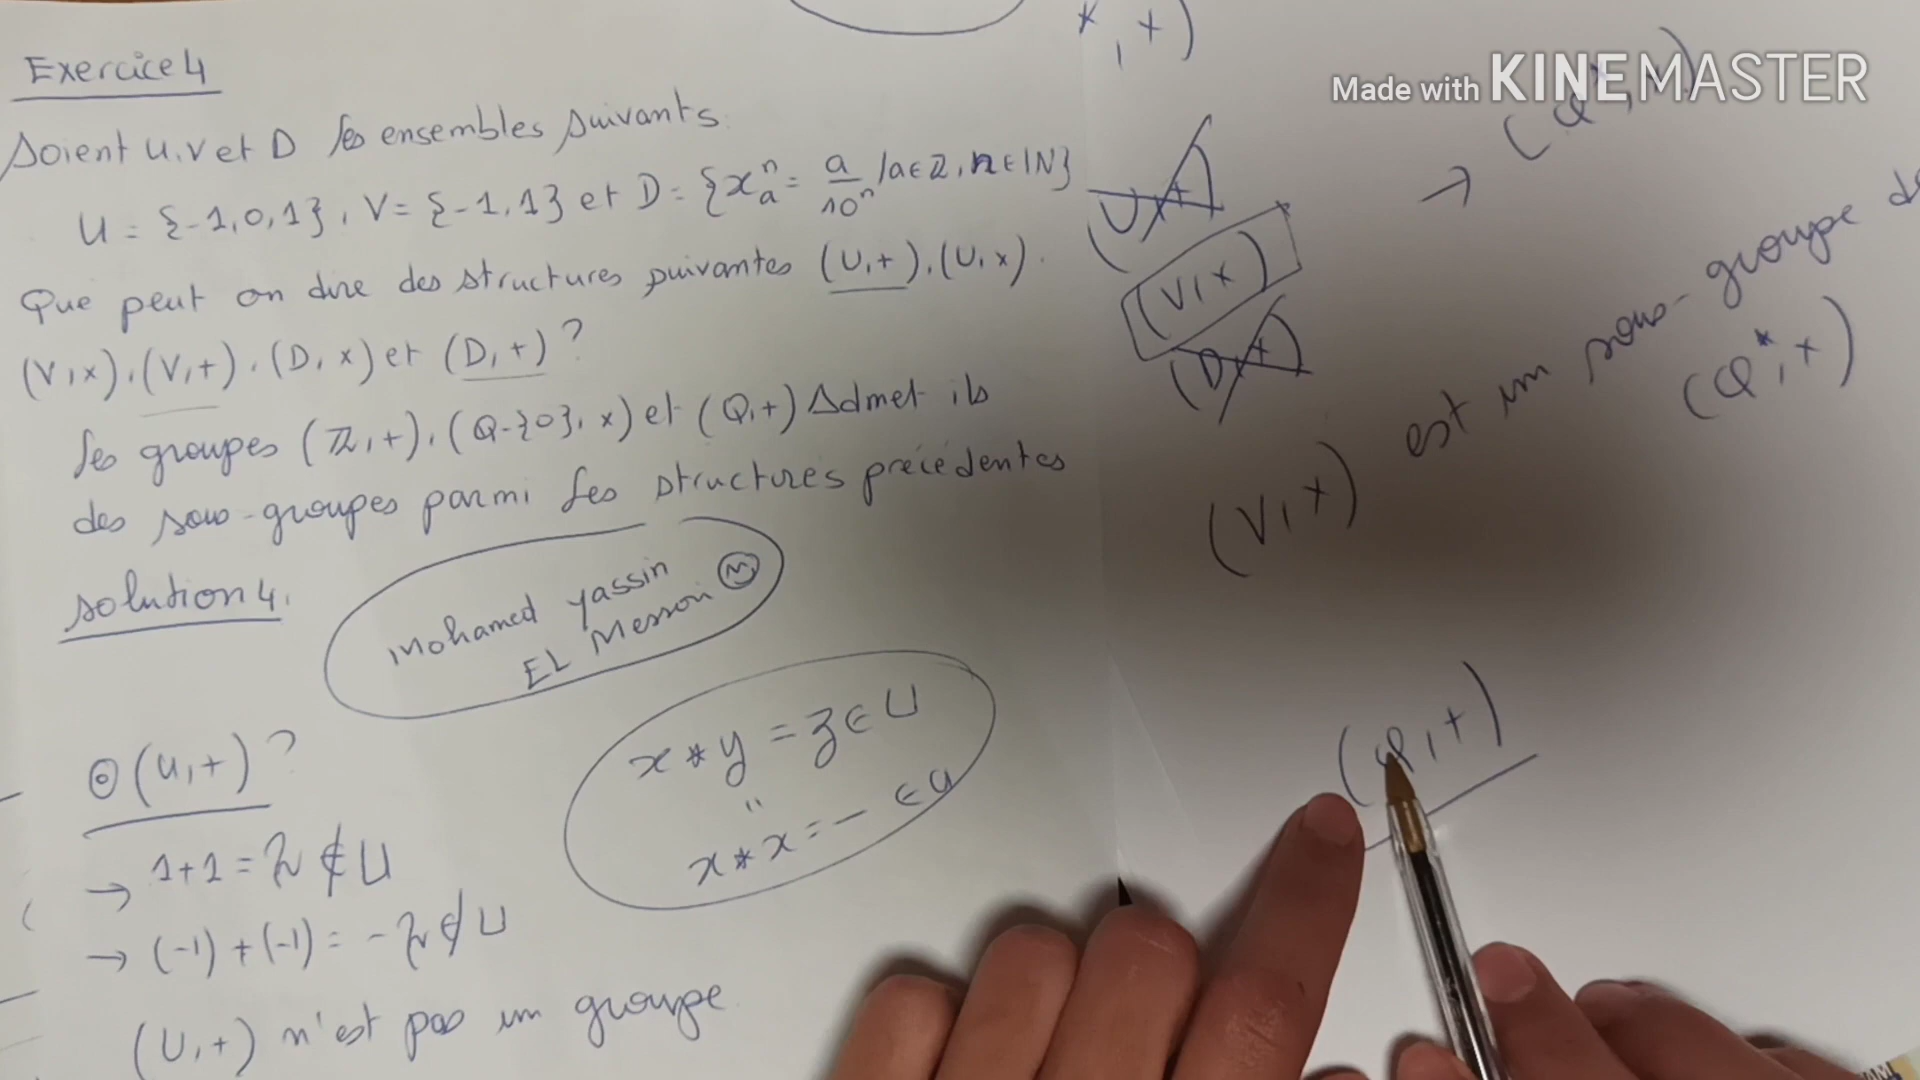 Exercice 4
Soient U, V et D les ensembles suivants.
U = {-1, 0, 1}, V = {-1, 1} et D = {xₐⁿ = a/10ⁿ / a ∈ ℤ, n ∈ ℕ}
Que peut on dire des structures suivantes (U, +), (U, ×).
(V, ×), (V, +), (D, ×) et (D, +) ?
les groupes (ℤ, +), (Q-{0}, ×) et (Q, +) Admet ils
des sous-groupes parmi les structures précédentes
solution 4.
Mohamed yassin
EL Messon M
⊙ (U, +) ?
→ 1+1 = 2 ∉ U
→ (-1) + (-1) = -2 ∉ U
(U, +) n'est pas un groupe
x * y = z ∈ U
"
x * x = — ∈ U
*, ×)
(U, +)
(V, ×)
(D, +)
→ (Q*, ×)
(V, ×) est un sous-groupe de
(Q*, ×)
(Q, +)
Made with KINEMASTER